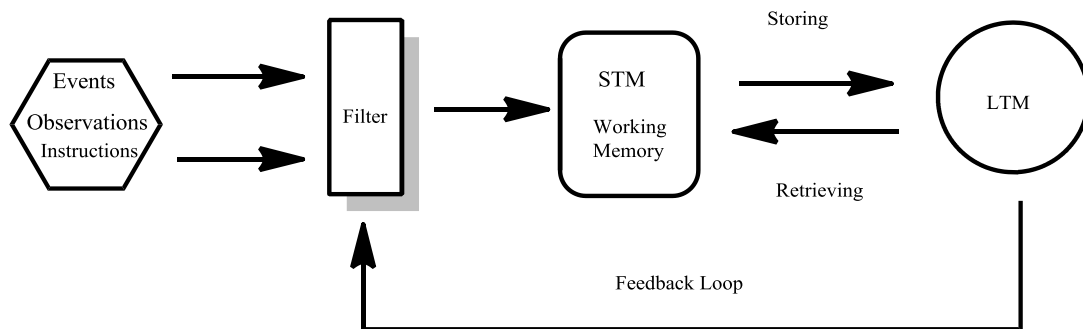 Events
Observations
Instructions
Filter
STM
Working
Memory
Storing
Retrieving
LTM
Feedback Loop